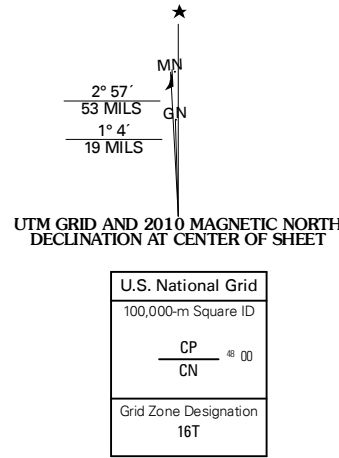 ★
MN
2° 57´
53 MILS
GN
1° 4´
19 MILS
UTM GRID AND 2010 MAGNETIC NORTH
DECLINATION AT CENTER OF SHEET
U.S. National Grid
100,000-m Square ID
CP
48 00
CN
Grid Zone Designation
16T